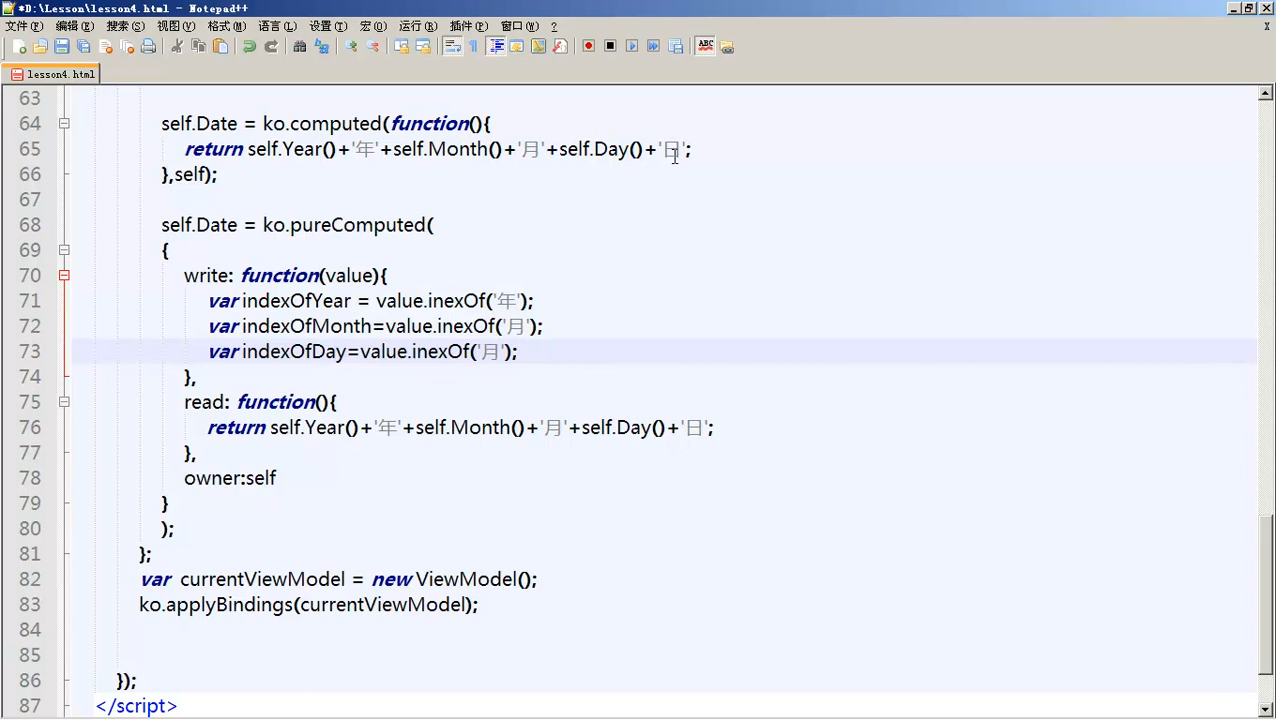 *D:\Lesson\lesson4.html - Notepad++
文件(F) 编辑(E) 搜索(S) 视图(V) 格式(M) 语言(L) 设置(T) 宏(O) 运行(R) 插件(P) 窗口(W) ? X
ABC
lesson4.html
63
64 self.Date = ko.computed(function(){
65 return self.Year()+'年'+self.Month()+'月'+self.Day()+'日';
66 },self);
67
68 self.Date = ko.pureComputed(
69 {
70 write: function(value){
71 var indexOfYear = value.inexOf('年');
72 var indexOfMonth=value.inexOf('月');
73 var indexOfDay=value.inexOf('月');
74 },
75 read: function(){
76 return self.Year()+'年'+self.Month()+'月'+self.Day()+'日';
77 },
78 owner:self
79 }
80 );
81 };
82 var currentViewModel = new ViewModel();
83 ko.applyBindings(currentViewModel);
84
85
86 });
87 </script>